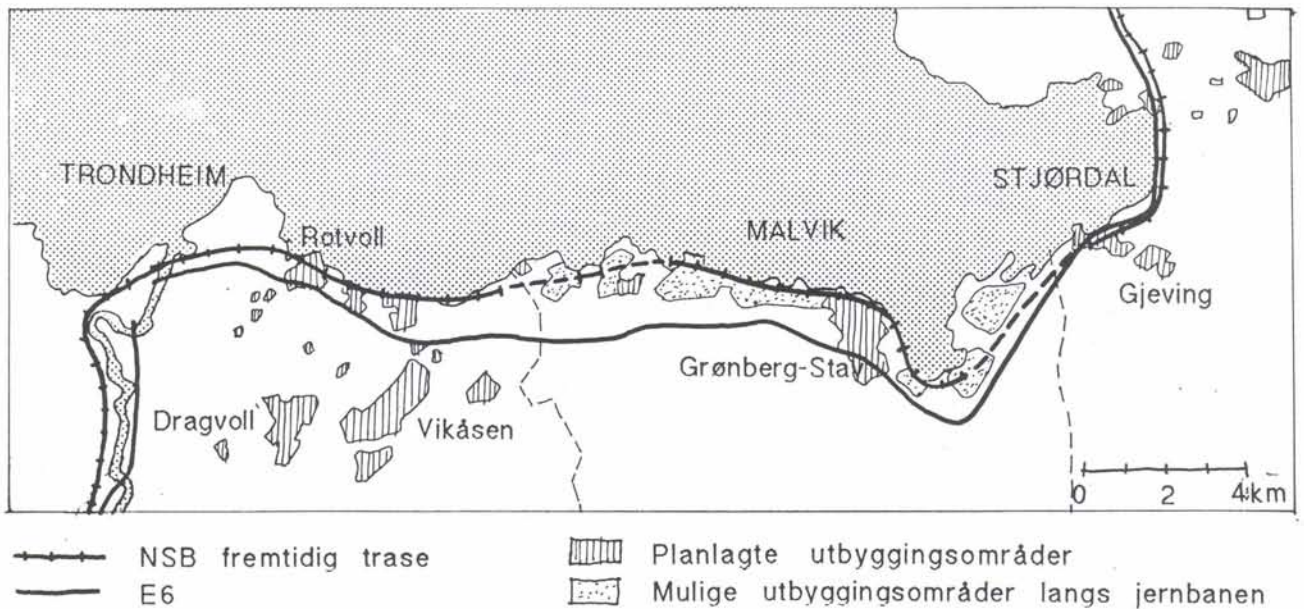 TRONDHEIM
STJØRDAL
Rotvoll
MALVIK
Gjeving
Grønberg-Stav
Dragvoll
Vikåsen
0 2 4 km
NSB fremtidig trase
Planlagte utbyggingsområder
E6
Mulige utbyggingsområder langs jernbanen